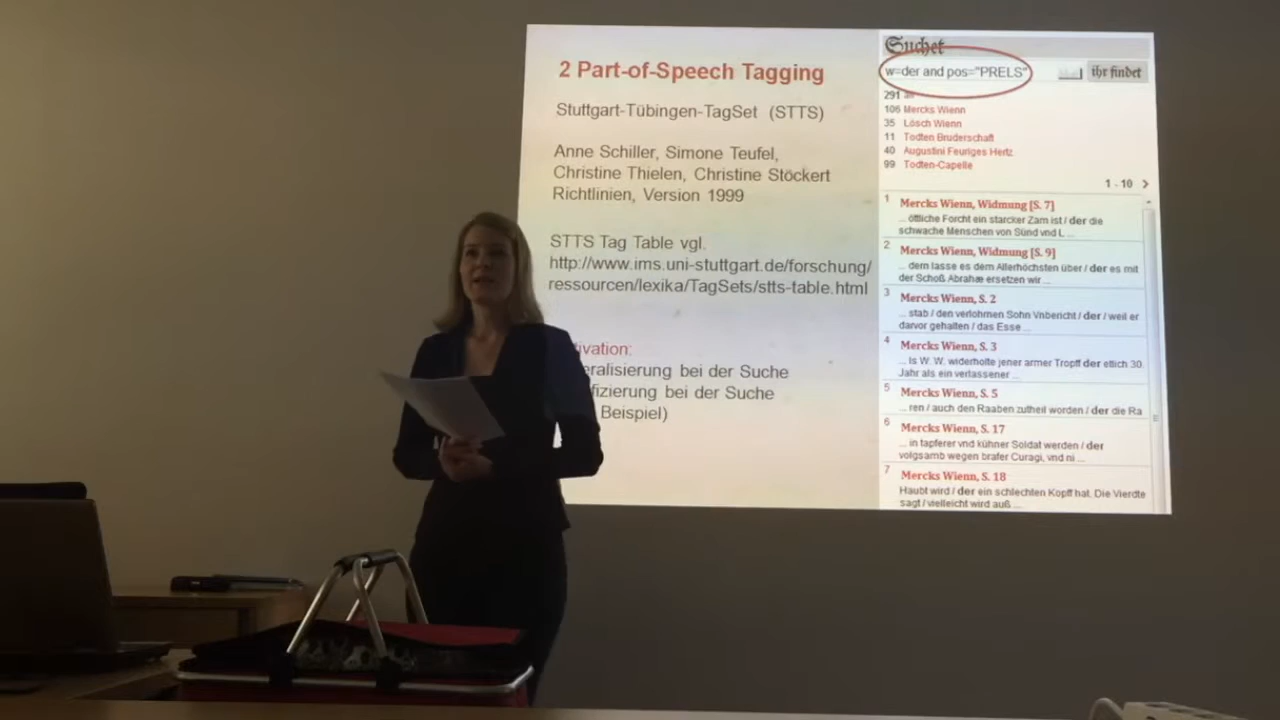 2 Part-of-Speech Tagging
Stuttgart-Tübingen-TagSet (STTS)
Anne Schiller, Simone Teufel,
Christine Thielen, Christine Stöckert
Richtlinien, Version 1999
STTS Tag Table vgl.
http://www.ims.uni-stuttgart.de/forschung/
ressourcen/lexika/TagSets/stts-table.html
tivation:
eralisierung bei der Suche
fizierung bei der Suche
Beispiel)
Suchet
w=der and pos="PRELS"
ihr findet
291
106 Mercks Wienn
35 Lösch Wienn
11 Todten Bruderschaft
40 Augustini Feuriges Hertz
99 Todten-Capelle
1 - 10 >
1 Mercks Wienn, Widmung [S. 7]
... öttliche Forcht ein starcker Zam ist / der die
schwache Menschen von Sünd vnd L ...
2 Mercks Wienn, Widmung [S. 9]
... dem lasse es dem Allerhöchsten über / der es mit
der Schoß Abrahæ ersetzen wir ...
3 Mercks Wienn, S. 2
... stab / den verlohrnen Sohn Vnbericht / der / weil er
darvor gehalten / das Esse ...
4 Mercks Wienn, S. 3
... ls W. W. widerholte jener armer Tropff der etlich 30.
Jahr als ein verlassener ...
5 Mercks Wienn, S. 5
... ren / auch den Raaben zutheil worden / der die Ra
6 Mercks Wienn, S. 17
... in tapferer vnd kühner Soldat werden / der
volgsamb wegen brafer Curagi, vnd ni ...
7 Mercks Wienn, S. 18
Haubt wird / der ein schlechten Kopff hat. Die Vierdte
sagt / vielleicht wird auß ...